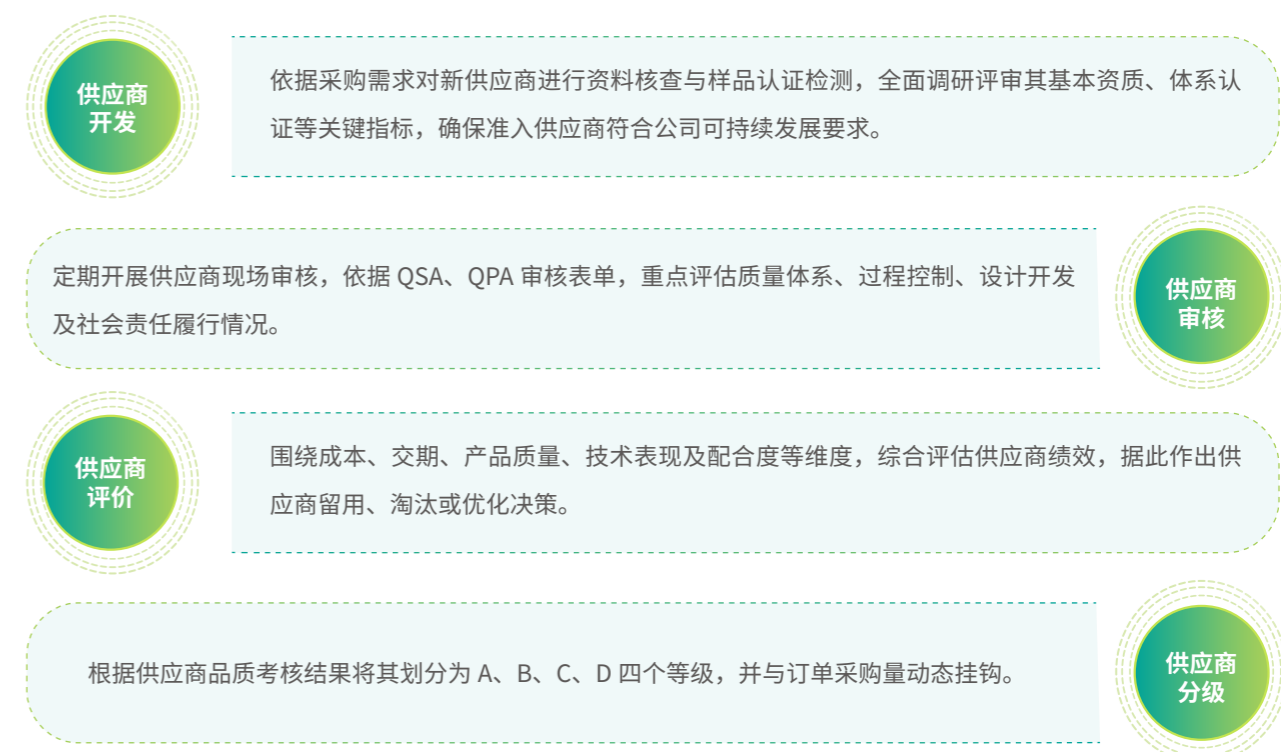 供应商
开发
依据采购需求对新供应商进行资料核查与样品认证检测，全面调研评审其基本资质、体系认
证等关键指标，确保准入供应商符合公司可持续发展要求。
定期开展供应商现场审核，依据 QSA、QPA 审核表单，重点评估质量体系、过程控制、设计开发
及社会责任履行情况。
供应商
审核
供应商
评价
围绕成本、交期、产品质量、技术表现及配合度等维度，综合评估供应商绩效，据此作出供
应商留用、淘汰或优化决策。
根据供应商品质考核结果将其划分为 A、B、C、D 四个等级，并与订单采购量动态挂钩。
供应商
分级